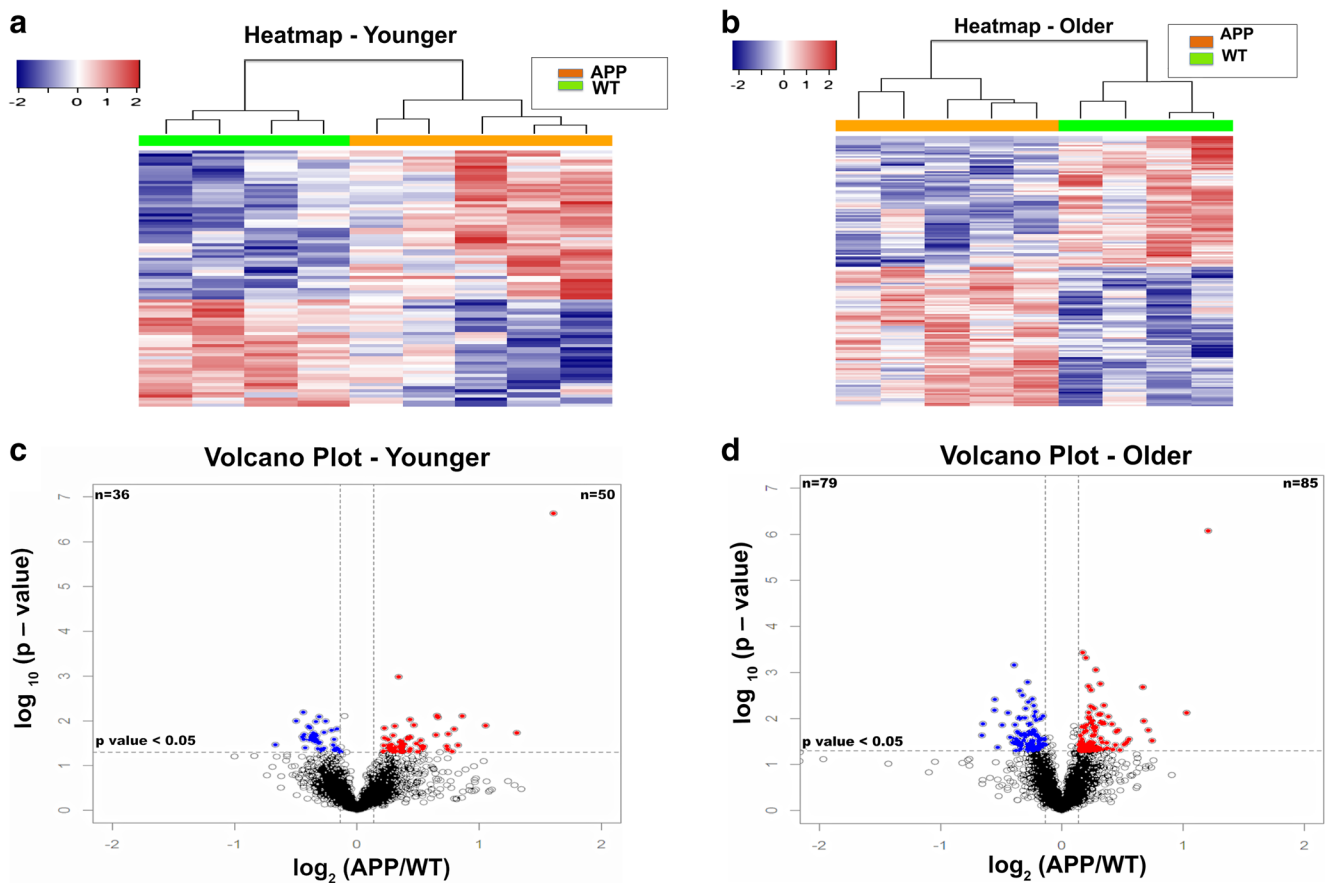 a
Heatmap - Younger
APP
WT
-2 0 1 2
b
Heatmap - Older
APP
WT
-2 0 1 2
c
Volcano Plot - Younger
n=36
n=50
7
6
5
4
3
2
1
0
log 10 (p – value)
p value < 0.05
-2 -1 0 1 2
log2 (APP/WT)
d
Volcano Plot - Older
n=79
n=85
7
6
5
4
3
2
1
0
log 10 (p – value)
p value < 0.05
-2 -1 0 1 2
log2 (APP/WT)